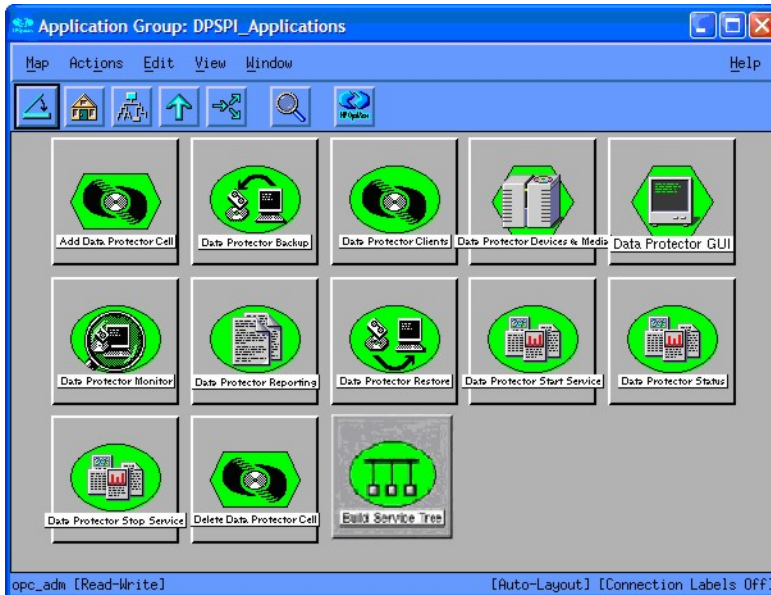 Application Group: DPSPI_Applications
Map Actions Edit View Window Help
HP OpenView
Add Data Protector Cell
Data Protector Backup
Data Protector Clients
Data Protector Devices & Media
Data Protector GUI
Data Protector Monitor
Data Protector Reporting
Data Protector Restore
Data Protector Start Service
Data Protector Status
Data Protector Stop Service
Delete Data Protector Cell
Build Service Tree
opc_adm [Read-Write]
[Auto-Layout] [Connection Labels Off]